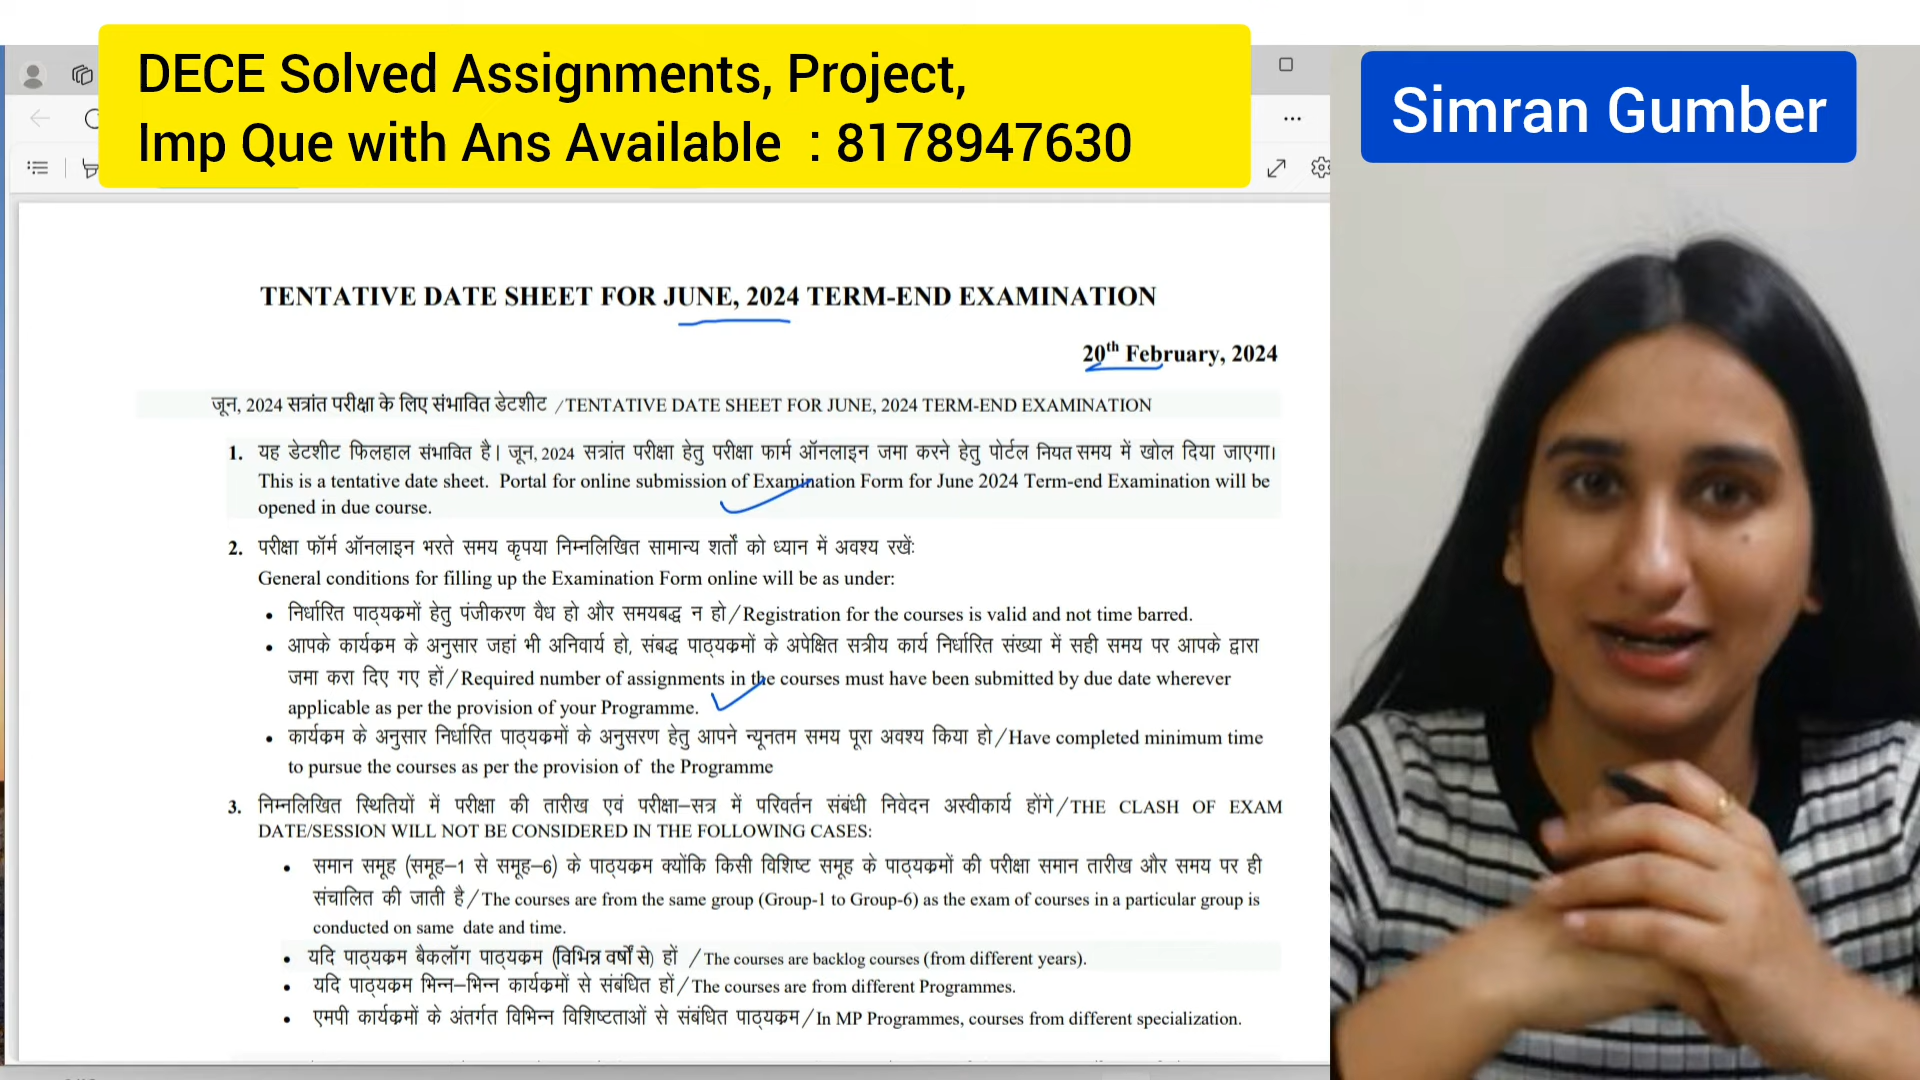 DECE Solved Assignments, Project,
Imp Que with Ans Available : 8178947630
Simran Gumber
TENTATIVE DATE SHEET FOR JUNE, 2024 TERM-END EXAMINATION
20th February, 2024
जून, 2024 सत्रांत परीक्षा के लिए संभावित डेटशीट /TENTATIVE DATE SHEET FOR JUNE, 2024 TERM-END EXAMINATION
1. यह डेटशीट फिलहाल संभावित है। जून, 2024 सत्रांत परीक्षा हेतु परीक्षा फार्म ऑनलाइन जमा करने हेतु पोर्टल नियत समय में खोल दिया जाएगा।
This is a tentative date sheet. Portal for online submission of Examination Form for June 2024 Term-end Examination will be
opened in due course.
2. परीक्षा फॉर्म ऑनलाइन भरते समय कृपया निम्नलिखित सामान्य शर्तों को ध्यान में अवश्य रखें:
General conditions for filling up the Examination Form online will be as under:
• निर्धारित पाठ्यक्रमों हेतु पंजीकरण वैध हो और समयबद्ध न हो/Registration for the courses is valid and not time barred.
• आपके कार्यक्रम के अनुसार जहां भी अनिवार्य हो, संबद्ध पाठ्यक्रमों के अपेक्षित सत्रीय कार्य निर्धारित संख्या में सही समय पर आपके द्वारा
जमा करा दिए गए हों/Required number of assignments in the courses must have been submitted by due date wherever
applicable as per the provision of your Programme.
• कार्यक्रम के अनुसार निर्धारित पाठ्यक्रमों के अनुसरण हेतु आपने न्यूनतम समय पूरा अवश्य किया हो/Have completed minimum time
to pursue the courses as per the provision of the Programme
3. निम्नलिखित स्थितियों में परीक्षा की तारीख एवं परीक्षा–सत्र में परिवर्तन संबंधी निवेदन अस्वीकार्य होंगे/THE CLASH OF EXAM
DATE/SESSION WILL NOT BE CONSIDERED IN THE FOLLOWING CASES:
• समान समूह (समूह–1 से समूह–6) के पाठ्यक्रम क्योंकि किसी विशिष्ट समूह के पाठ्यक्रमों की परीक्षा समान तारीख और समय पर ही
संचालित की जाती है/The courses are from the same group (Group-1 to Group-6) as the exam of courses in a particular group is
conducted on same date and time.
• यदि पाठ्यक्रम बैकलॉग पाठ्यक्रम (विभिन्न वर्षों से) हों /The courses are backlog courses (from different years).
• यदि पाठ्यक्रम भिन्न–भिन्न कार्यक्रमों से संबंधित हों/The courses are from different Programmes.
• एमपी कार्यक्रमों के अंतर्गत विभिन्न विशिष्टताओं से संबंधित पाठ्यक्रम/In MP Programmes, courses from different specialization.